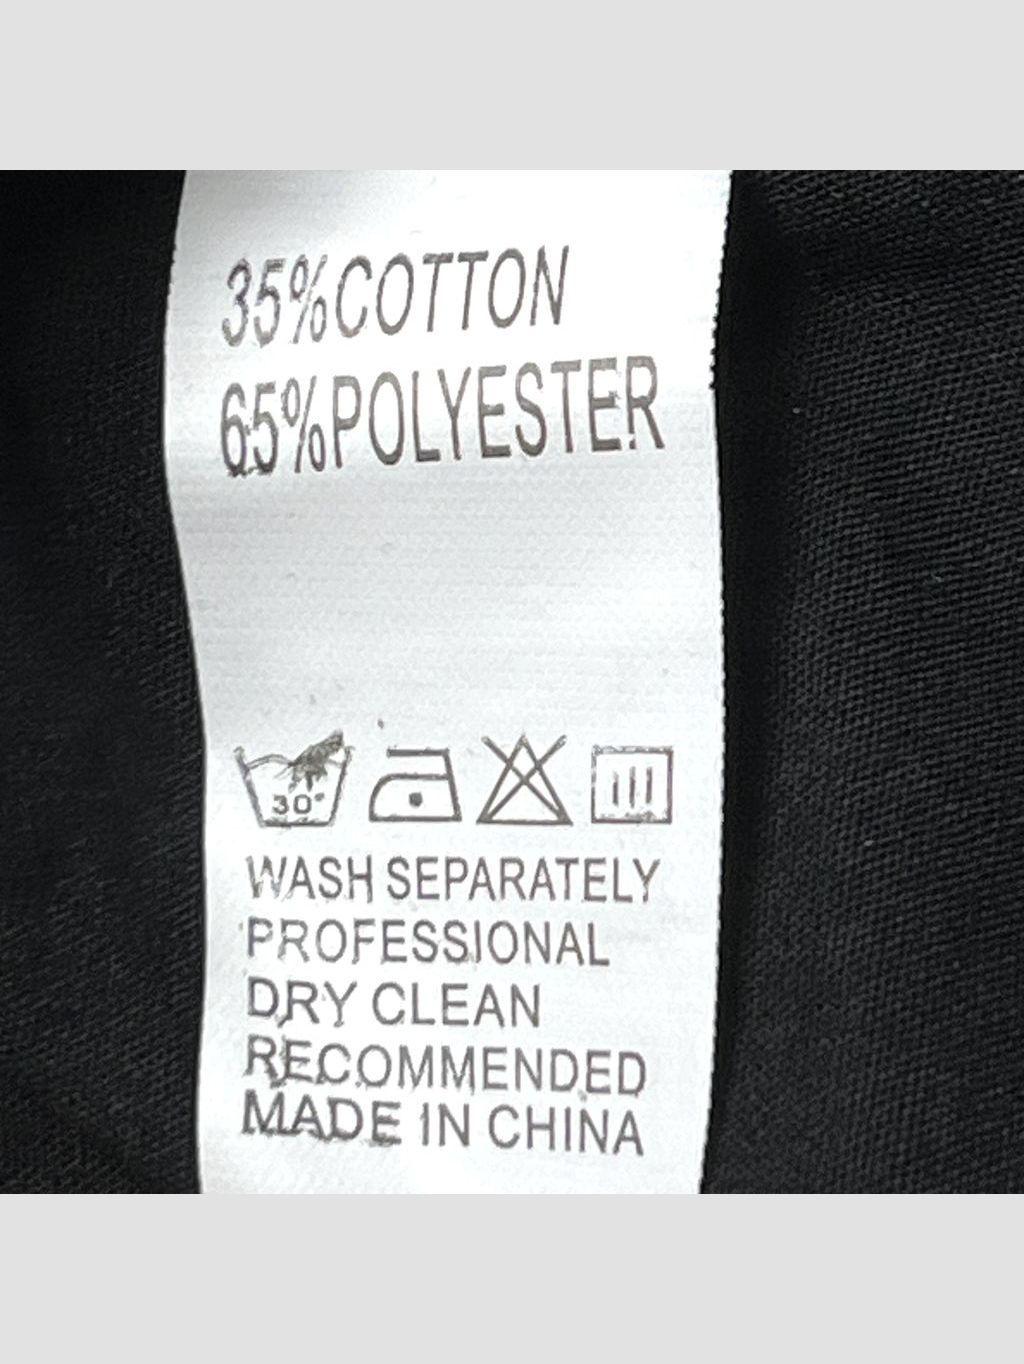 35%COTTON
65%POLYESTER
30°
WASH SEPARATELY
PROFESSIONAL
DRY CLEAN
RECOMMENDED
MADE IN CHINA